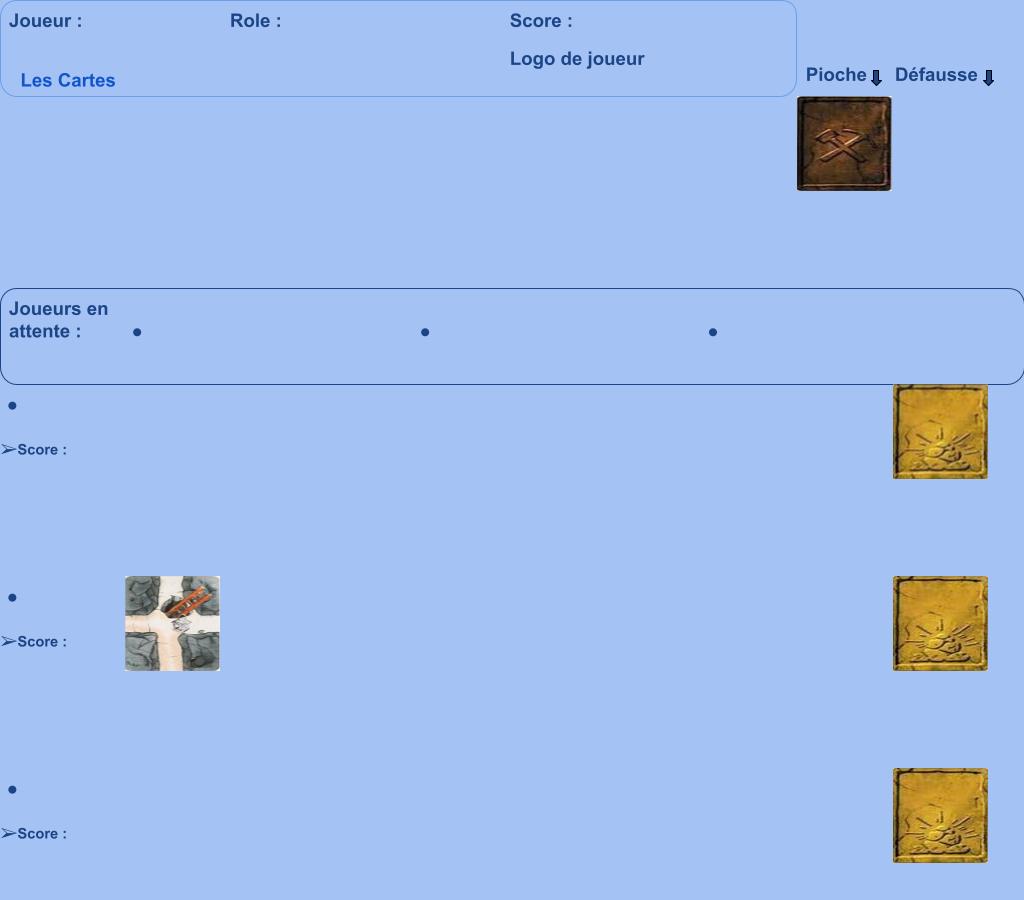 Joueur :
Role :
Score :
Logo de joueur
Les Cartes
Pioche
Défausse
Joueurs en
attente :
Score :
Score :
Score :